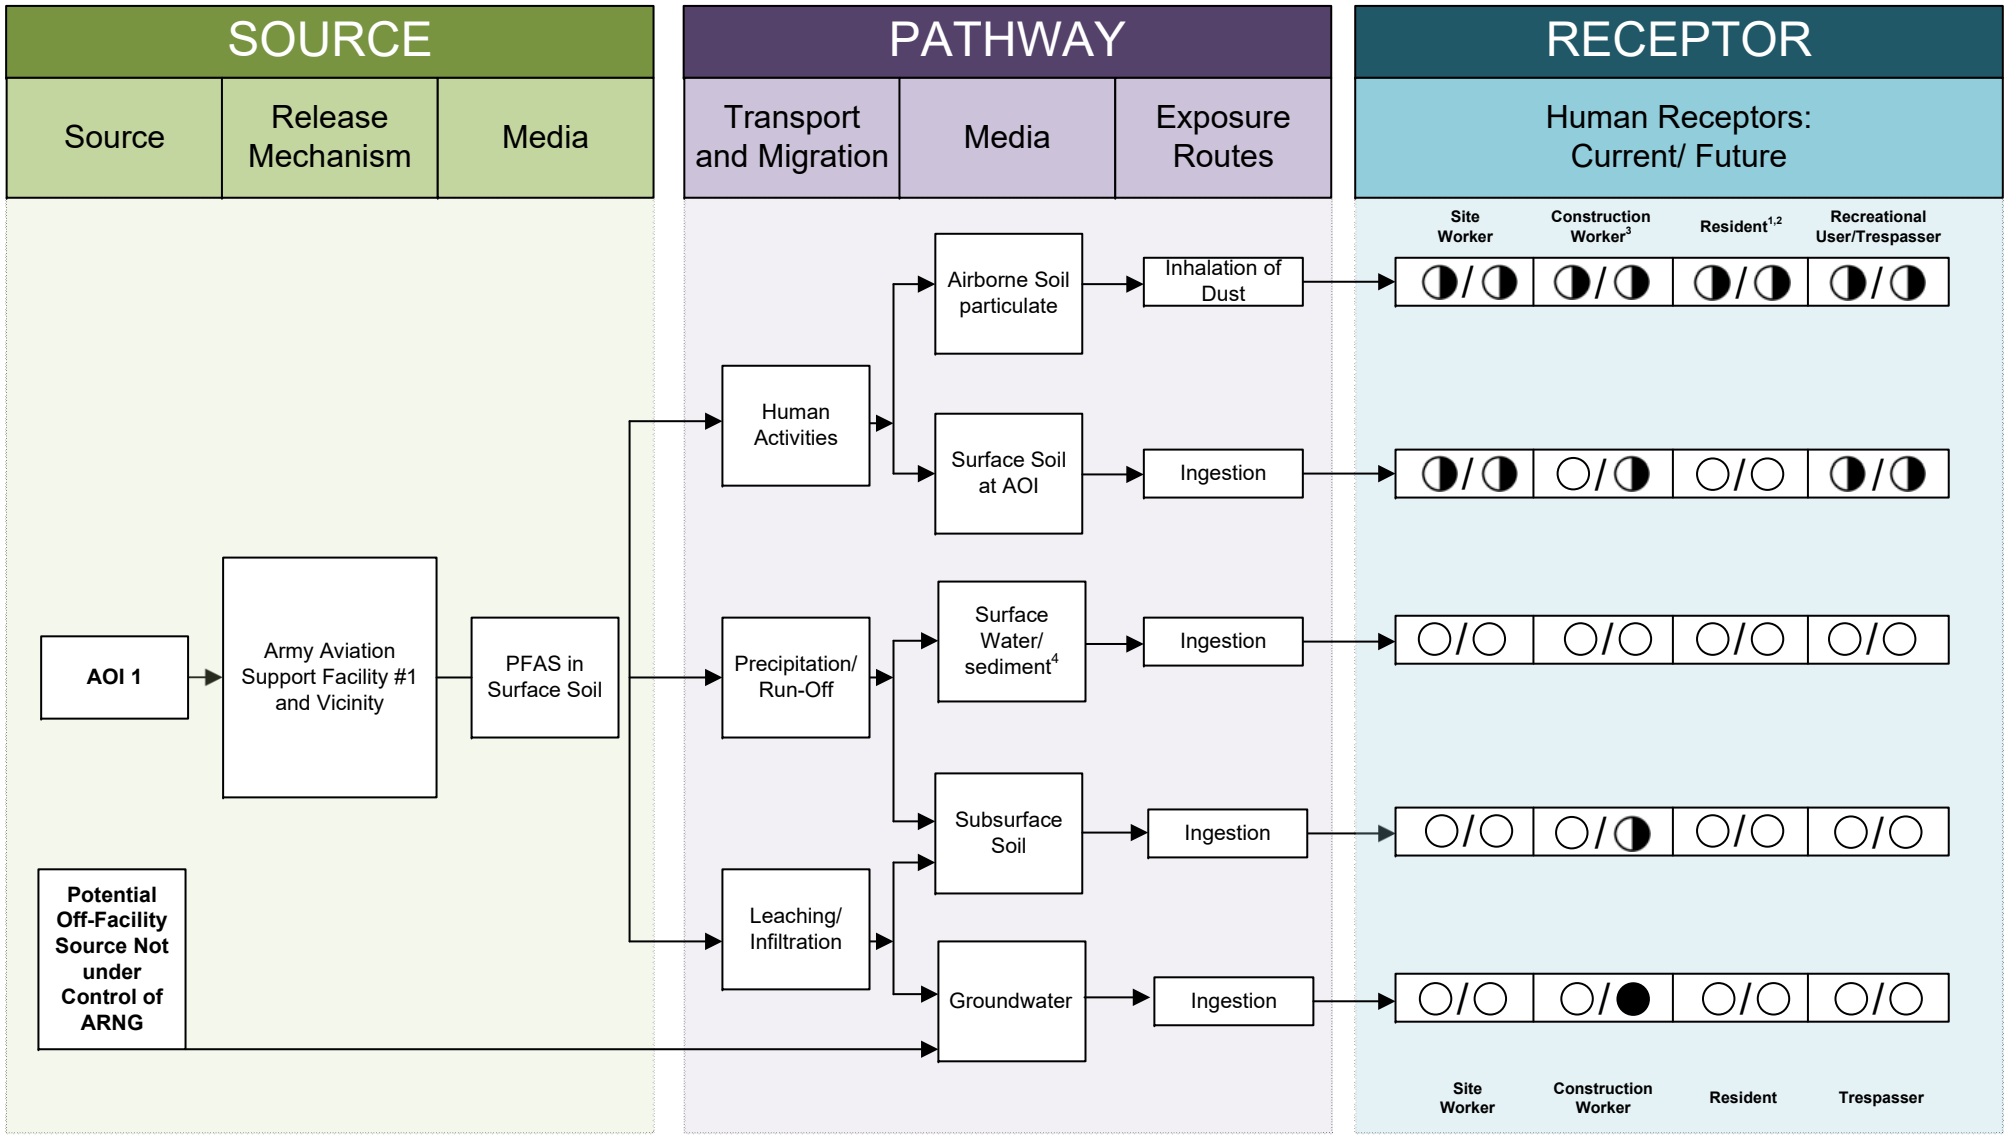 SOURCE
PATHWAY
RECEPTOR
Source
Release
Mechanism
Media
Transport
and Migration
Media
Exposure
Routes
Human Receptors:
Current/ Future
Site
Worker
Construction
Worker3
Resident1,2
Recreational
User/Trespasser
Airborne Soil
particulate
Inhalation of
Dust
/
/
/
/
Human
Activities
Surface Soil
at AOI
Ingestion
/
/
/
/
AOI 1
Army Aviation
Support Facility #1
and Vicinity
PFAS in
Surface Soil
Precipitation/
Run-Off
Surface
Water/
sediment4
Ingestion
/
/
/
/
Subsurface
Soil
Ingestion
/
/
/
/
Potential
Off-Facility
Source Not
under
Control of
ARNG
Leaching/
Infiltration
Groundwater
Ingestion
/
/
/
/
Site
Worker
Construction
Worker
Resident
Trespasser